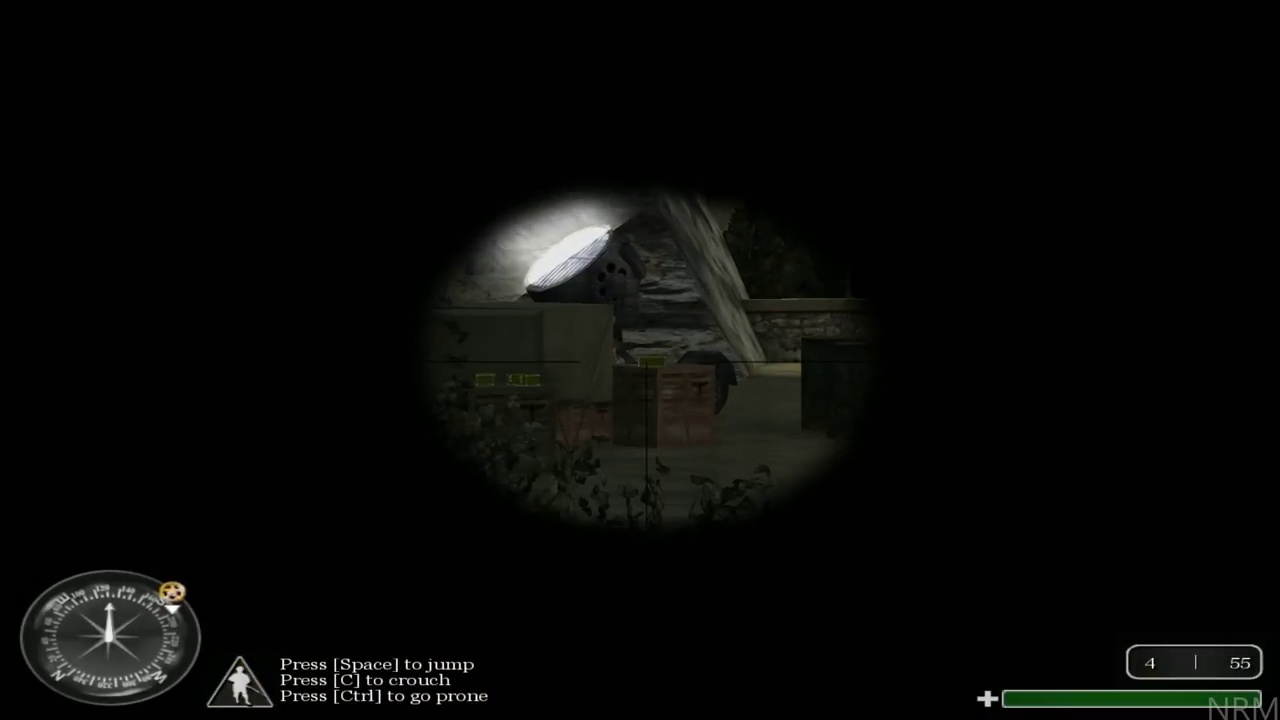 Press [Space] to jump
Press [C] to crouch
Press [Ctrl] to go prone
4 | 55
NRM
N
W